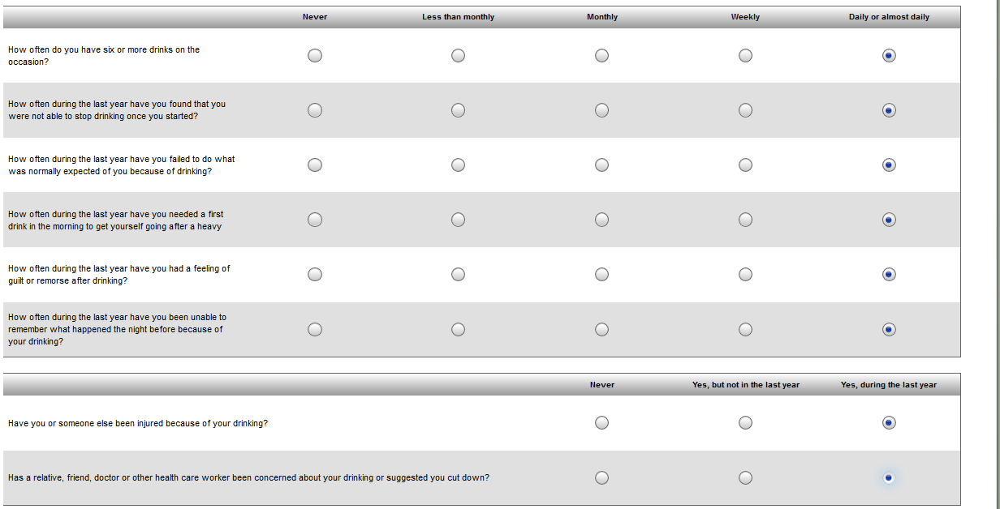 Never Less than monthly Monthly Weekly Daily or almost daily
How often do you have six or more drinks on the
occasion?
How often during the last year have you found that you
were not able to stop drinking once you started?
How often during the last year have you failed to do what
was normally expected of you because of drinking?
How often during the last year have you needed a first
drink in the morning to get yourself going after a heavy
How often during the last year have you had a feeling of
guilt or remorse after drinking?
How often during the last year have you been unable to
remember what happened the night before because of
your drinking?
Never Yes, but not in the last year Yes, during the last year
Have you or someone else been injured because of your drinking?
Has a relative, friend, doctor or other health care worker been concerned about your drinking or suggested you cut down?